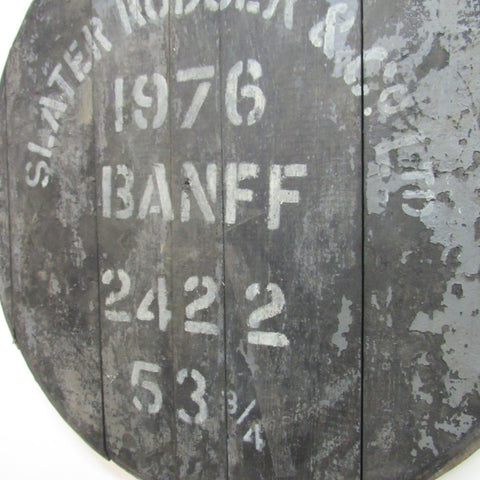 SLATER RODGER & CO. LTD
1976
BANFF
2422
53 3/4